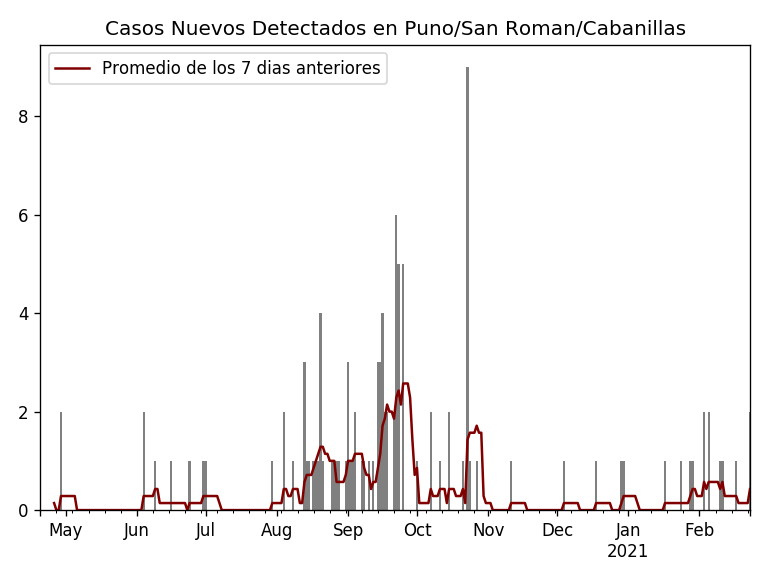 Casos Nuevos Detectados en Puno/San Roman/Cabanillas
Promedio de los 7 dias anteriores
8
6
4
2
0
May Jun Jul Aug Sep Oct Nov Dec Jan Feb
2021